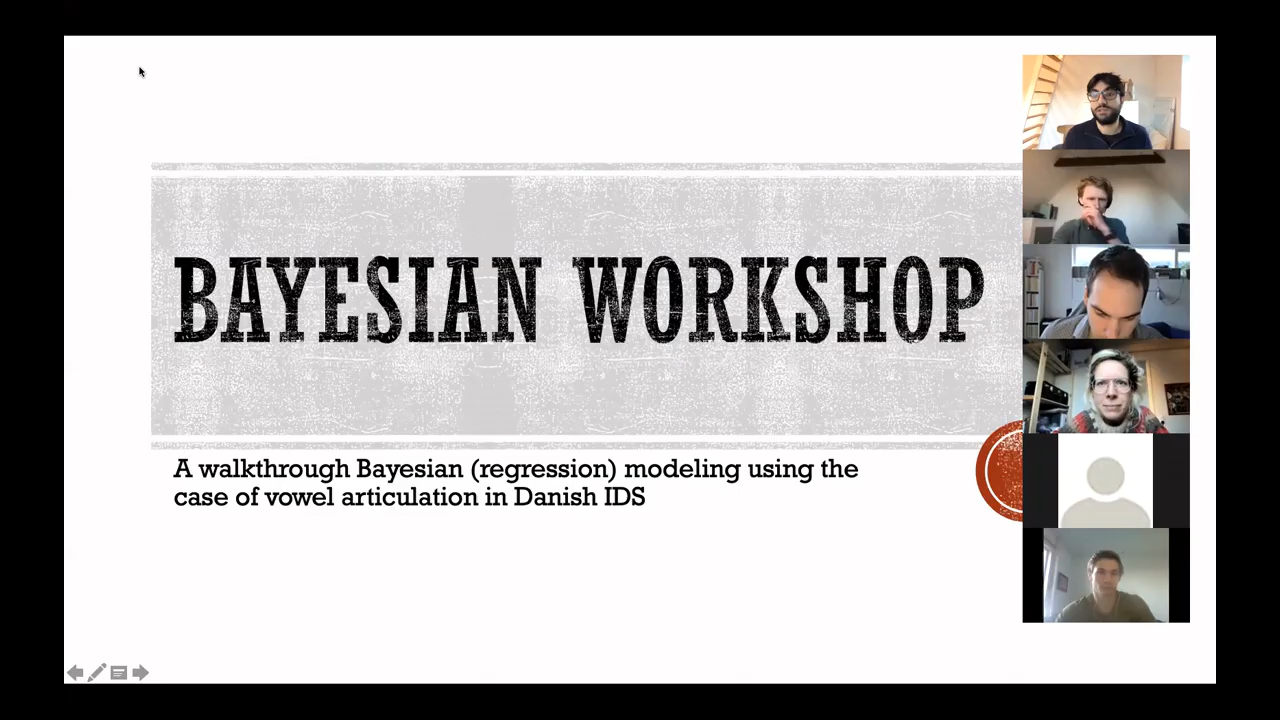 BAYESIAN WORKSHOP
A walkthrough Bayesian (regression) modeling using the
case of vowel articulation in Danish IDS